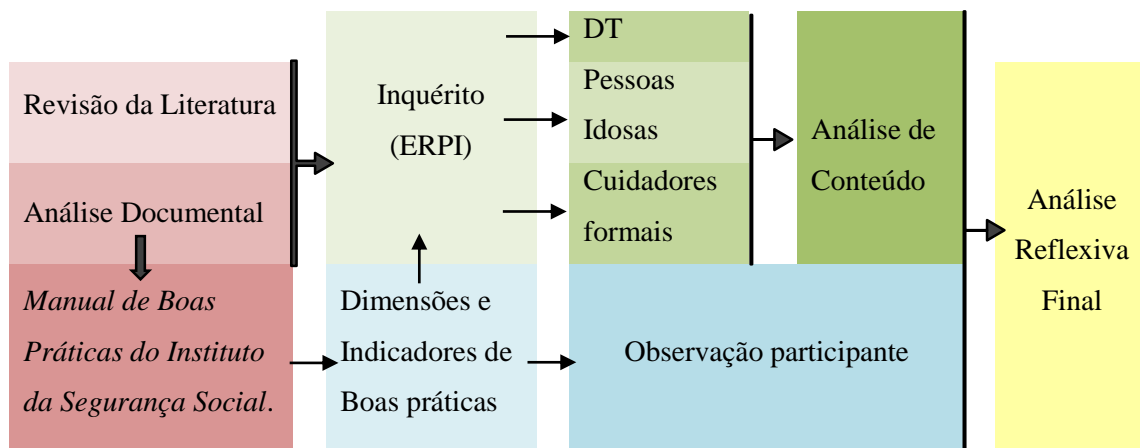 Revisão da Literatura
Análise Documental
Manual de Boas
Práticas do Instituto
da Segurança Social.
Inquérito
(ERPI)
Dimensões e
Indicadores de
Boas práticas
DT
Pessoas
Idosas
Cuidadores
formais
Observação participante
Análise de
Conteúdo
Análise
Reflexiva
Final